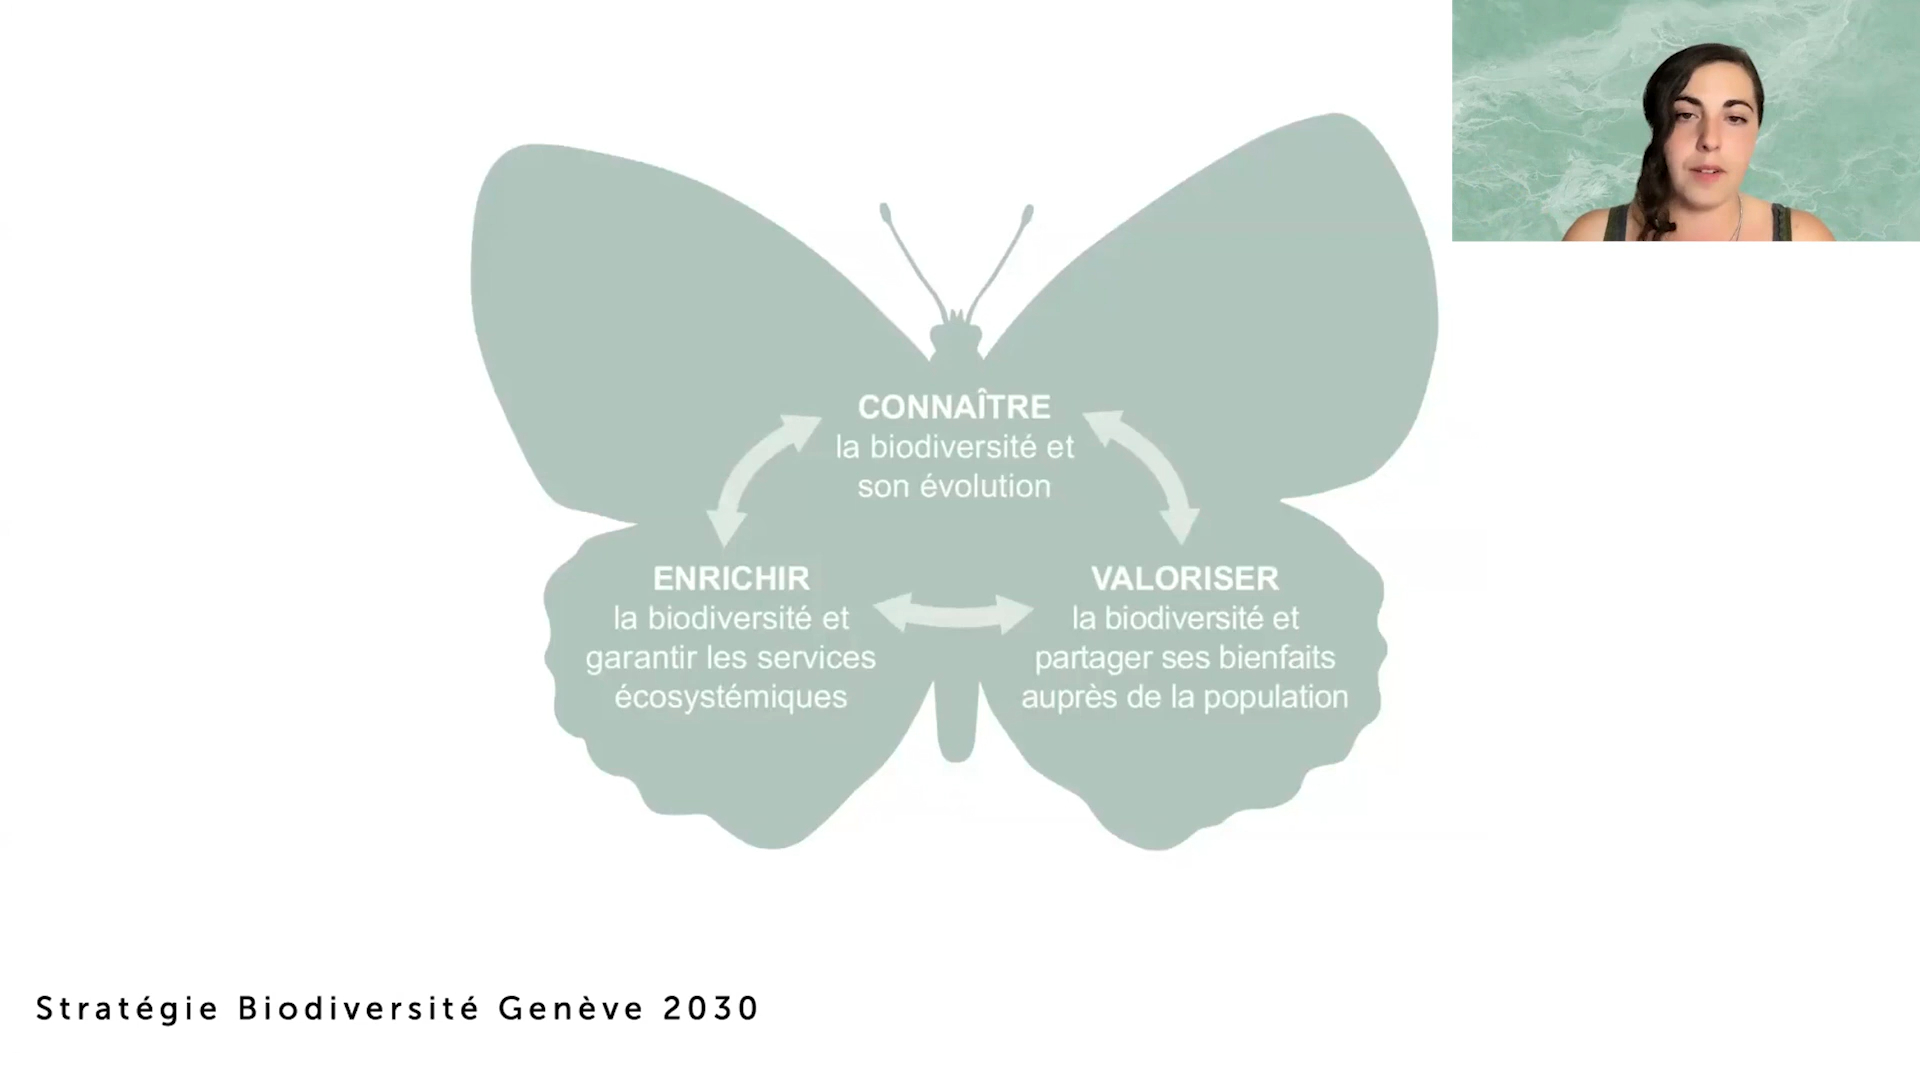 CONNAÎTRE
la biodiversité et
son évolution
ENRICHIR
la biodiversité et
garantir les services
écosystémiques
VALORISER
la biodiversité et
partager ses bienfaits
auprès de la population
Stratégie Biodiversité Genève 2030